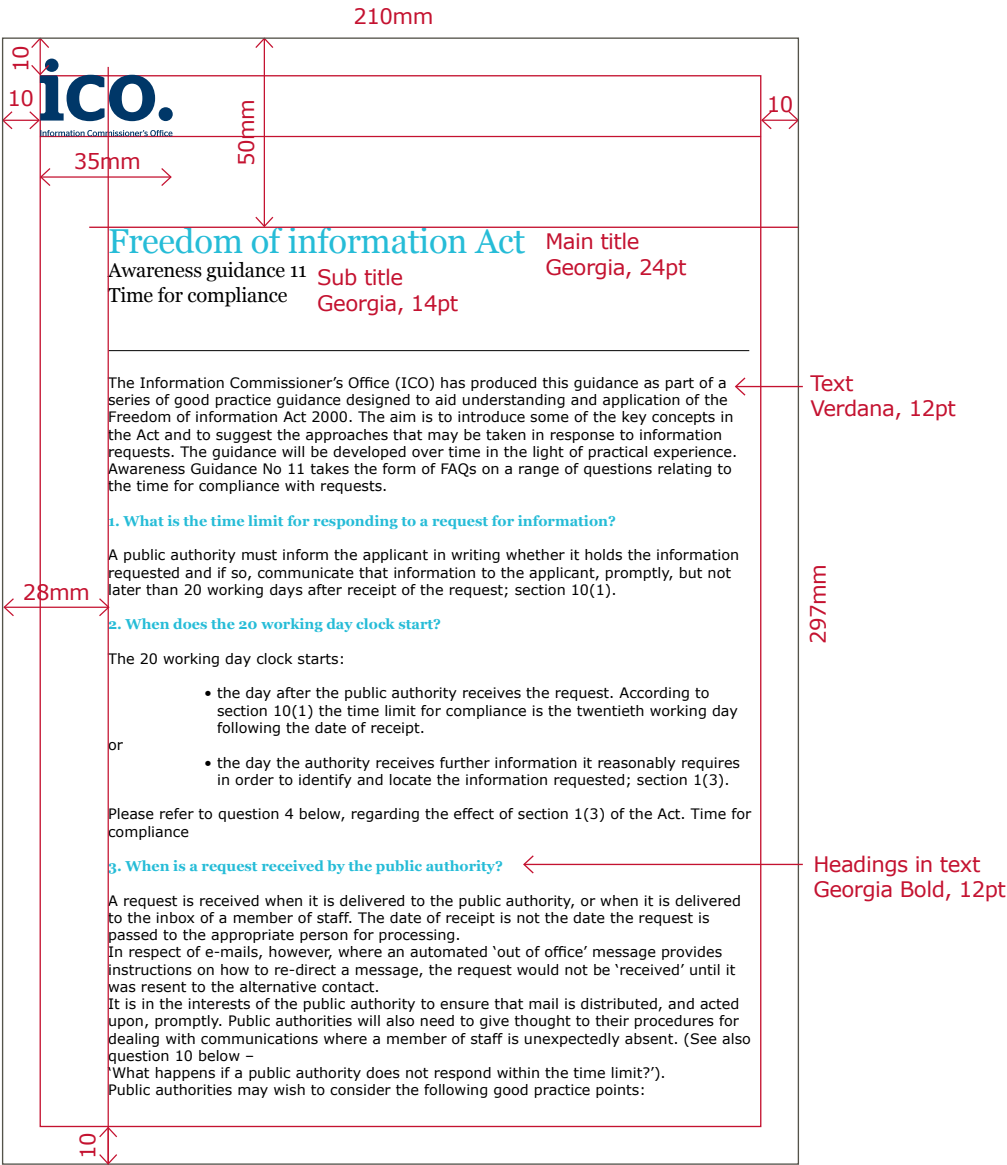 210mm
10
ico.
10
10
Information Commissioner's Office
50mm
35mm
Freedom of information Act
Main title
Georgia, 24pt
Awareness guidance 11
Time for compliance
Sub title
Georgia, 14pt
The Information Commissioner’s Office (ICO) has produced this guidance as part of a
series of good practice guidance designed to aid understanding and application of the
Freedom of information Act 2000. The aim is to introduce some of the key concepts in
the Act and to suggest the approaches that may be taken in response to information
requests. The guidance will be developed over time in the light of practical experience.
Awareness Guidance No 11 takes the form of FAQs on a range of questions relating to
the time for compliance with requests.
Text
Verdana, 12pt
1. What is the time limit for responding to a request for information?
A public authority must inform the applicant in writing whether it holds the information
requested and if so, communicate that information to the applicant, promptly, but not
later than 20 working days after receipt of the request; section 10(1).
28mm
297mm
2. When does the 20 working day clock start?
The 20 working day clock starts:
• the day after the public authority receives the request. According to
section 10(1) the time limit for compliance is the twentieth working day
following the date of receipt.
or
• the day the authority receives further information it reasonably requires
in order to identify and locate the information requested; section 1(3).
Please refer to question 4 below, regarding the effect of section 1(3) of the Act. Time for
compliance
3. When is a request received by the public authority?
Headings in text
Georgia Bold, 12pt
A request is received when it is delivered to the public authority, or when it is delivered
to the inbox of a member of staff. The date of receipt is not the date the request is
passed to the appropriate person for processing.
In respect of e-mails, however, where an automated ‘out of office’ message provides
instructions on how to re-direct a message, the request would not be ‘received’ until it
was resent to the alternative contact.
It is in the interests of the public authority to ensure that mail is distributed, and acted
upon, promptly. Public authorities will also need to give thought to their procedures for
dealing with communications where a member of staff is unexpectedly absent. (See also
question 10 below –
‘What happens if a public authority does not respond within the time limit?’).
Public authorities may wish to consider the following good practice points:
10